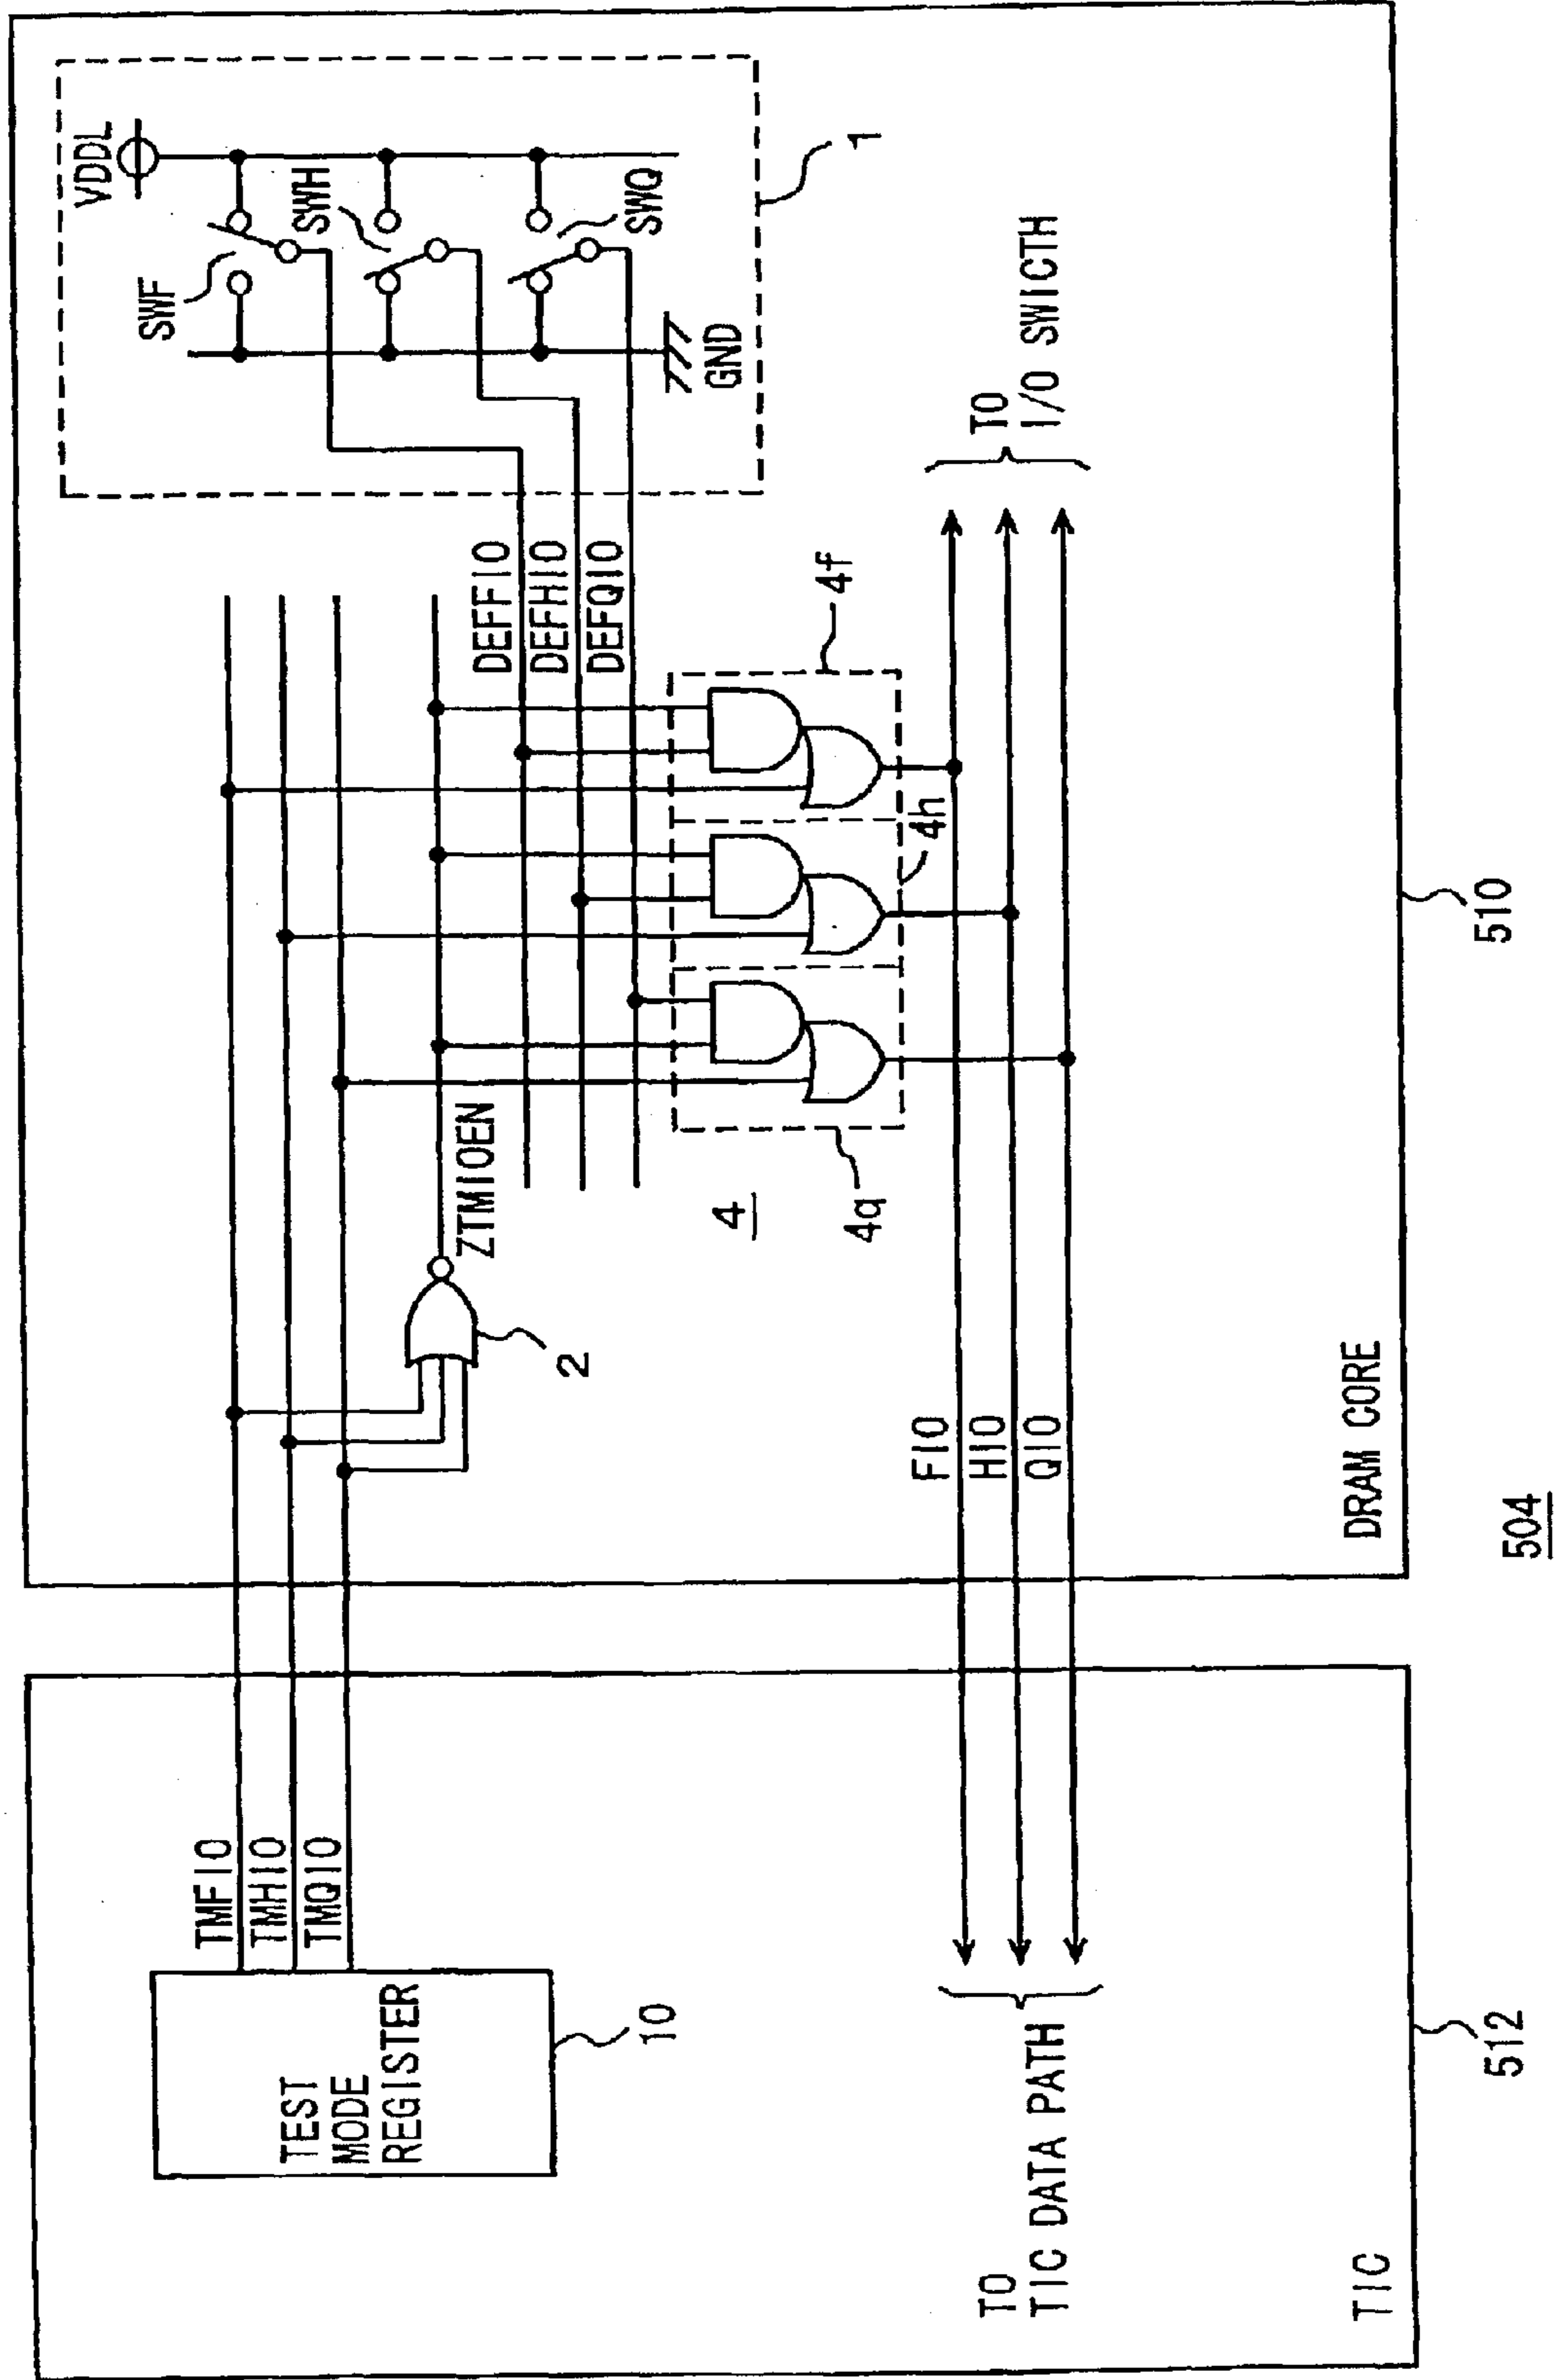 504
TIC
512
TEST
MODE
REGISTER
10
TMFIO
TMHIO
TMQIO
TO
TIC DATA PATH
DRAM CORE
510
2
ZTMIOEN
4
4q
4h
4f
FIO
HIO
QIO
DEFFIO
DEFHIO
DEFQIO
TO
I/O SWICTH
VDDL
SWF
SWH
SWQ
GND
1